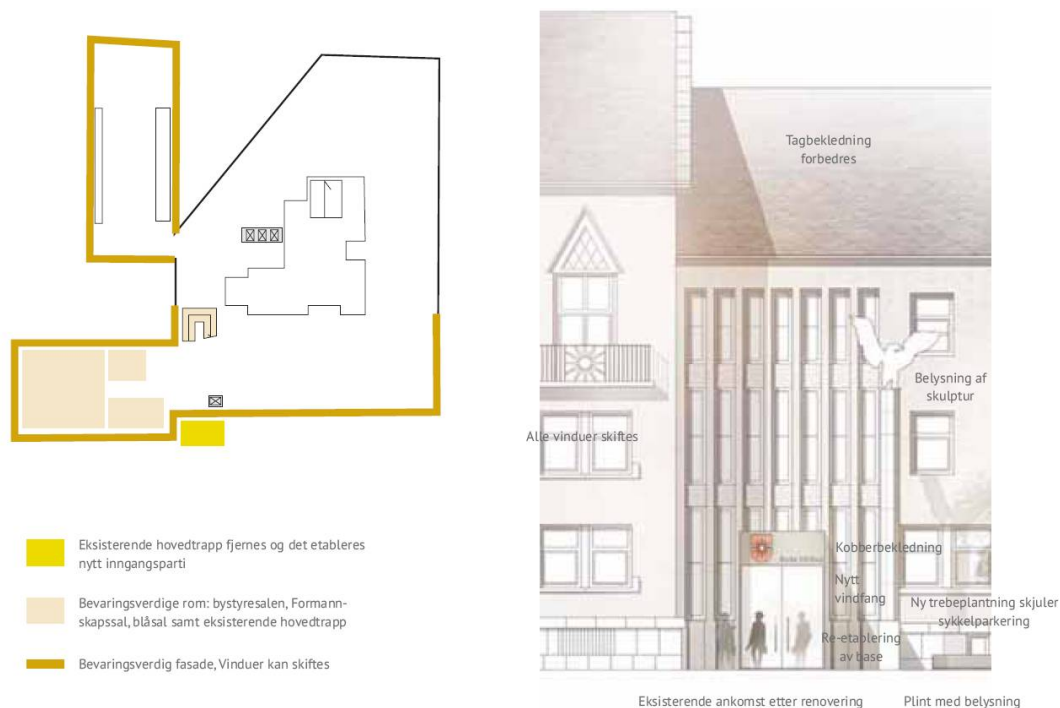 Eksisterende hovedtrapp fjernes og det etableres
nytt inngangsparti
Bevaringsverdige rom: bystyresalen, Formann-
skapssal, blåsal samt eksisterende hovedtrapp
Bevaringsverdig fasade, Vinduer kan skiftes
Tagbekledning
forbedres
Belysning af
skulptur
Alle vinduer skiftes
Kobberbekledning
Nytt
vindfang
Ny trebeplantning skjuler
sykkelparkering
Re-etablering
av base
Eksisterende ankomst etter renovering
Plint med belysning